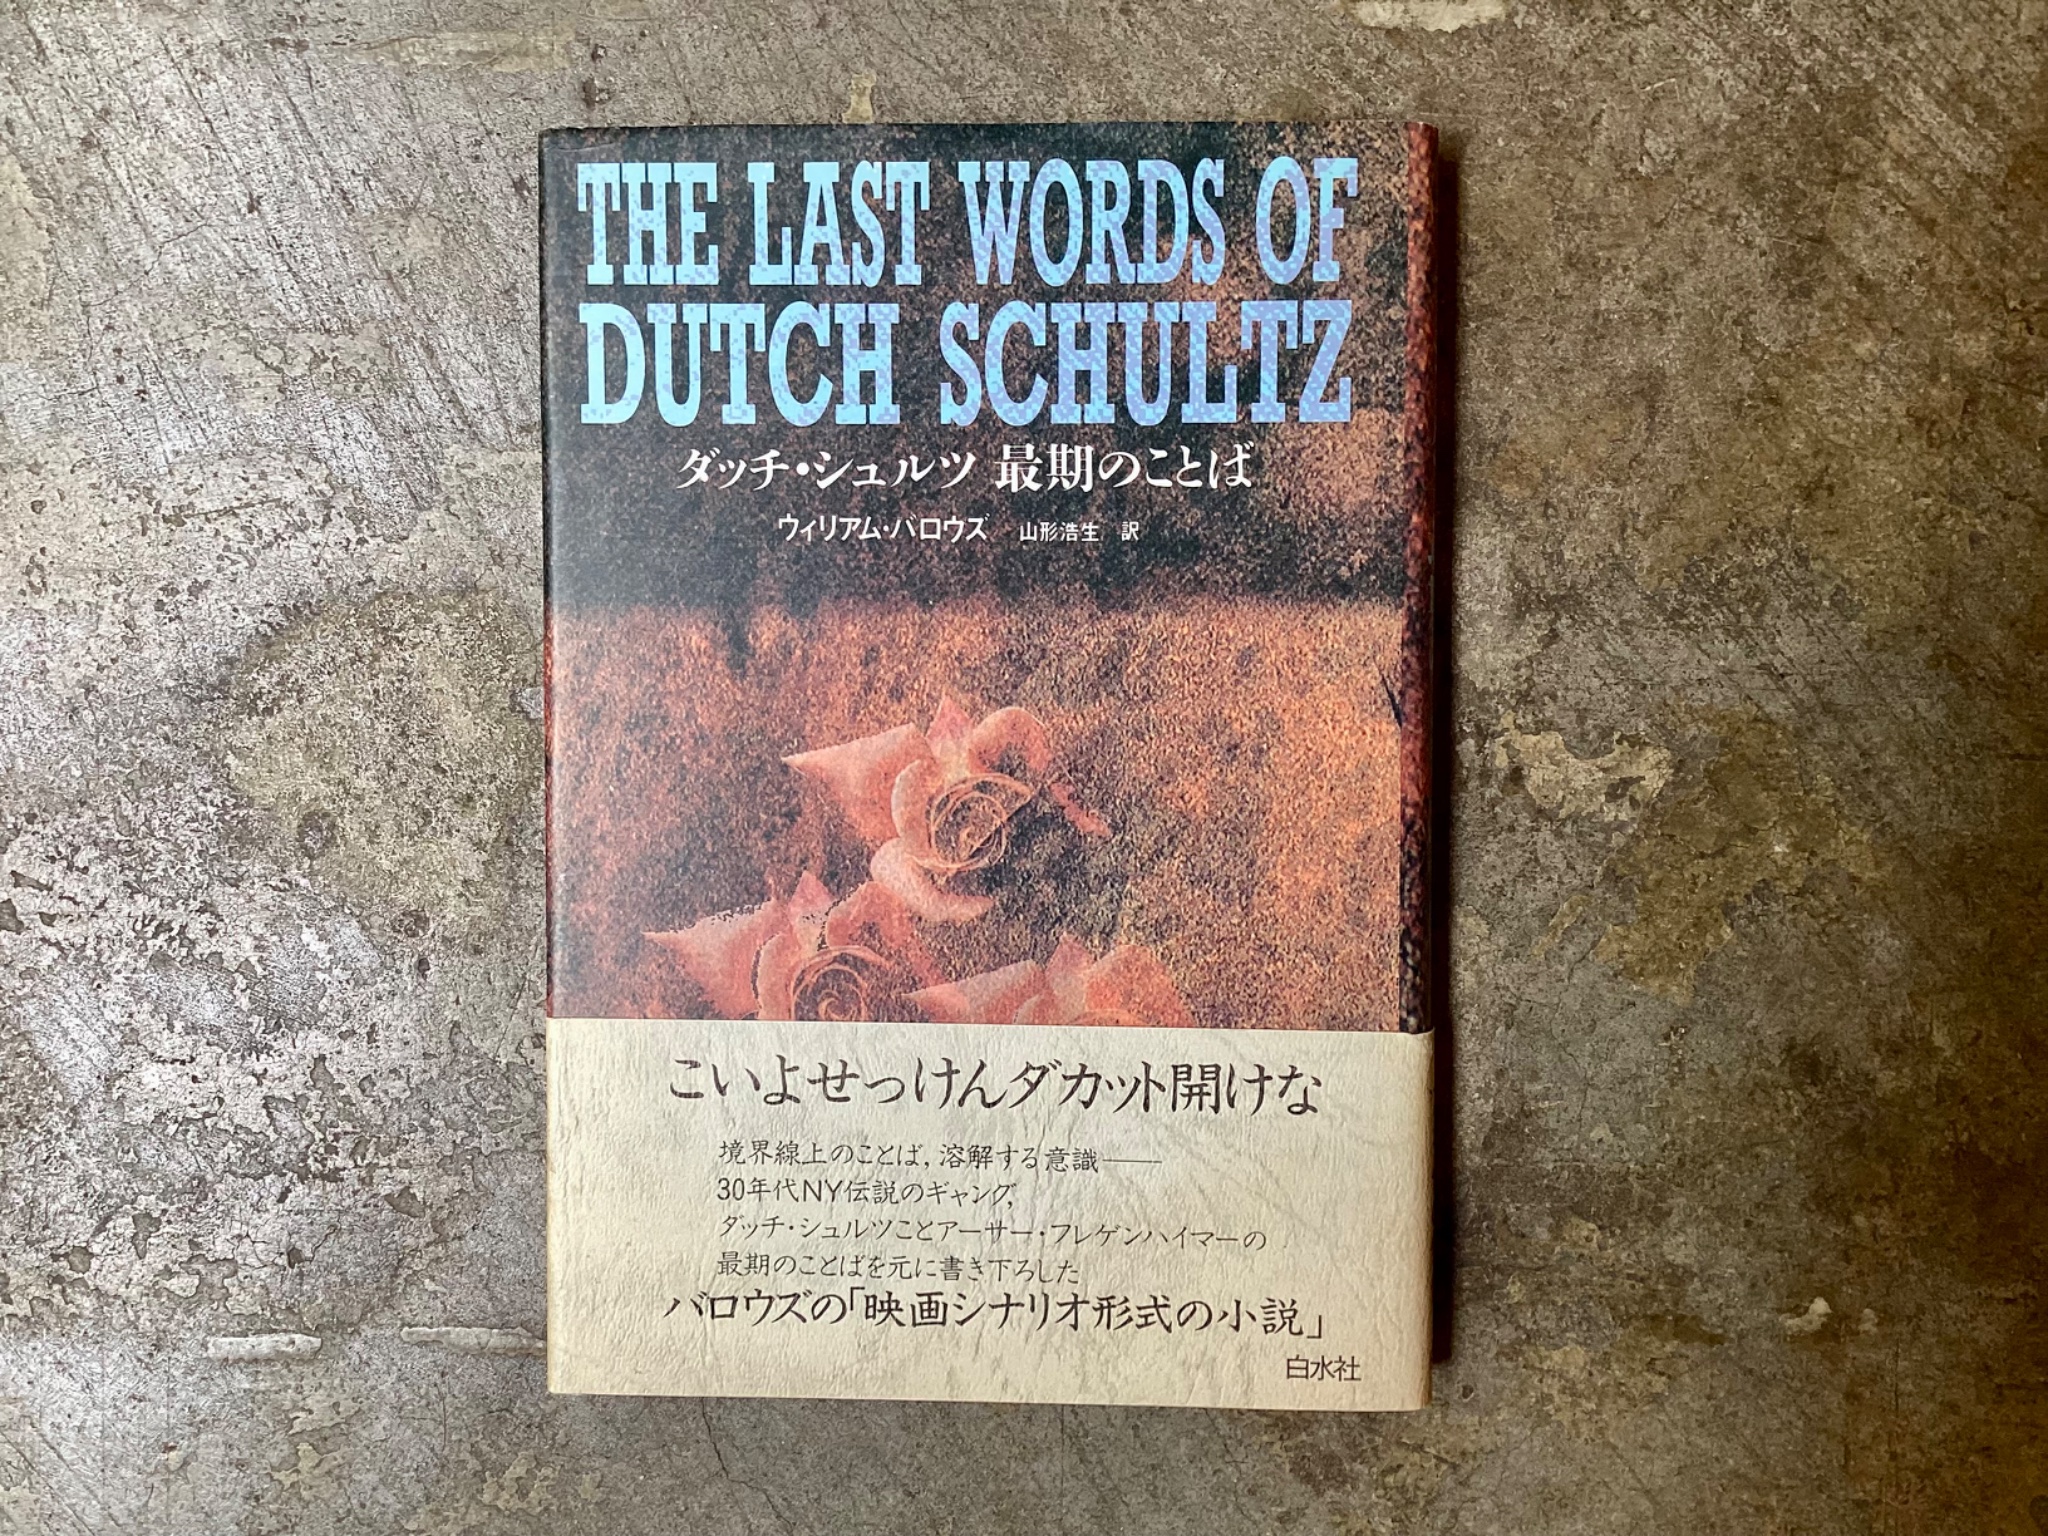 THE LAST WORDS OF
DUTCH SCHULTZ
ダッチ・シュルツ 最期のことば
ウィリアム・バロウズ 山形浩生 訳
こいよせっけんダカット開けな
境界線上のことば, 溶解する意識——
30年代NY伝説のギャング,
ダッチ・シュルツことアーサー・フレゲンハイマーの
最期のことばを元に書き下ろした
バロウズの「映画シナリオ形式の小説」
白水社